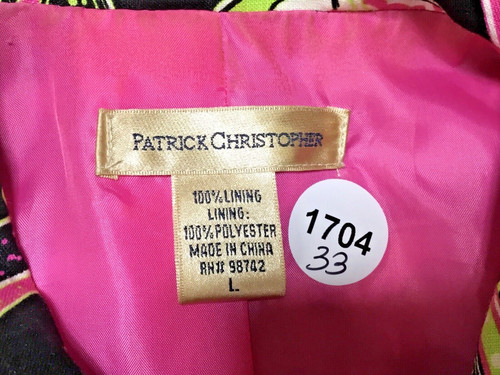 PATRICK CHRISTOPHER
100% LINING
LINING:
100% POLYESTER
MADE IN CHINA
RN# 98742
L
1704
33